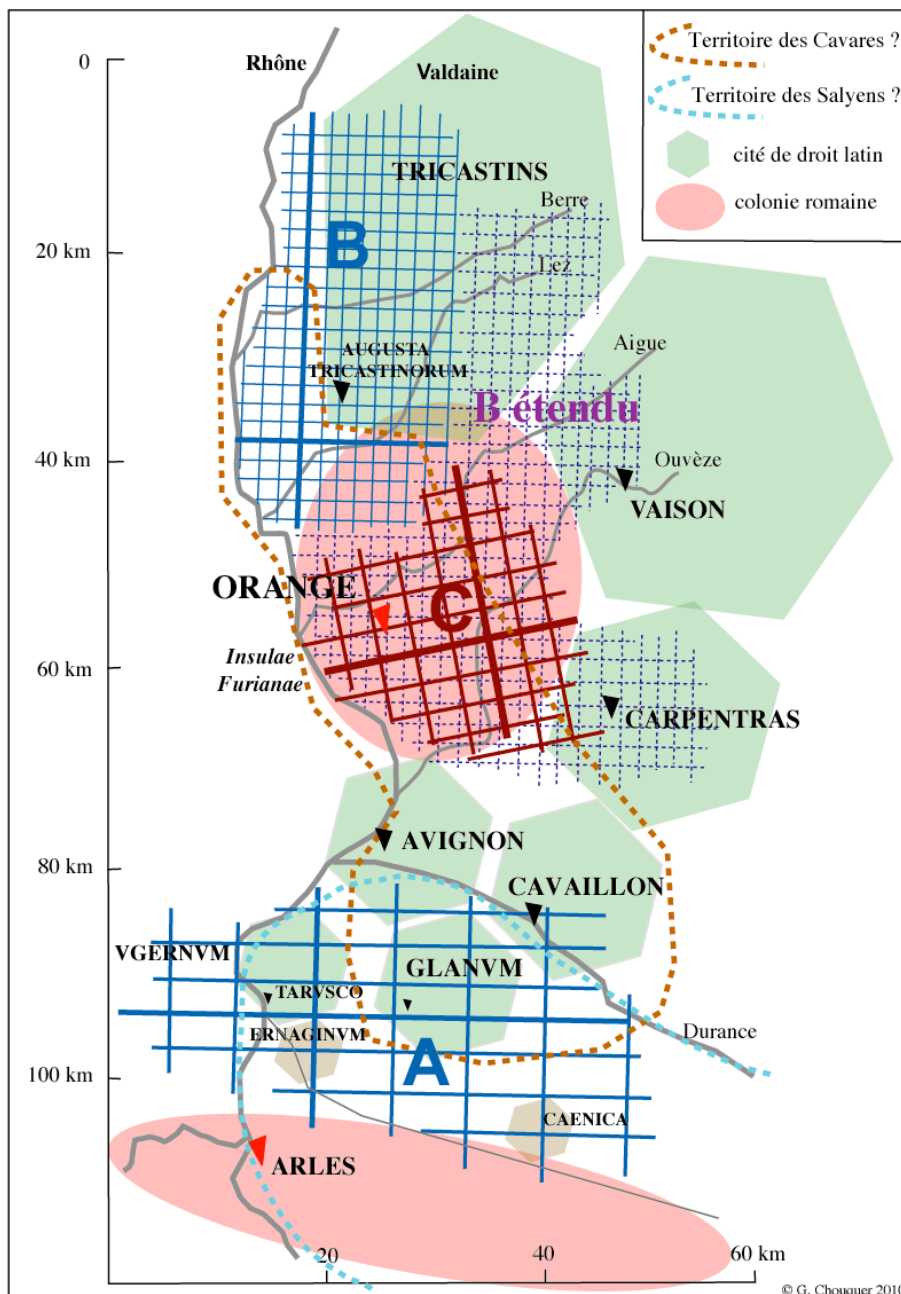 Territoire des Cavares ?
Territoire des Salyens ?
cité de droit latin
colonie romaine
0
Rhône
Valdaine
TRICASTINS
Berre
B
20 km
Lez
Aigue
AUGUSTA
TRICASTINORUM
B étendu
40 km
Ouvèze
VAISON
ORANGE
C
Insulae
Furianae
60 km
CARPENTRAS
AVIGNON
80 km
CAVAILLON
VGERNVM
GLANVM
TARVSCO
ERNAGINVM
Durance
A
100 km
CAENICA
ARLES
20
40
60 km
© G. Chouquer 2010